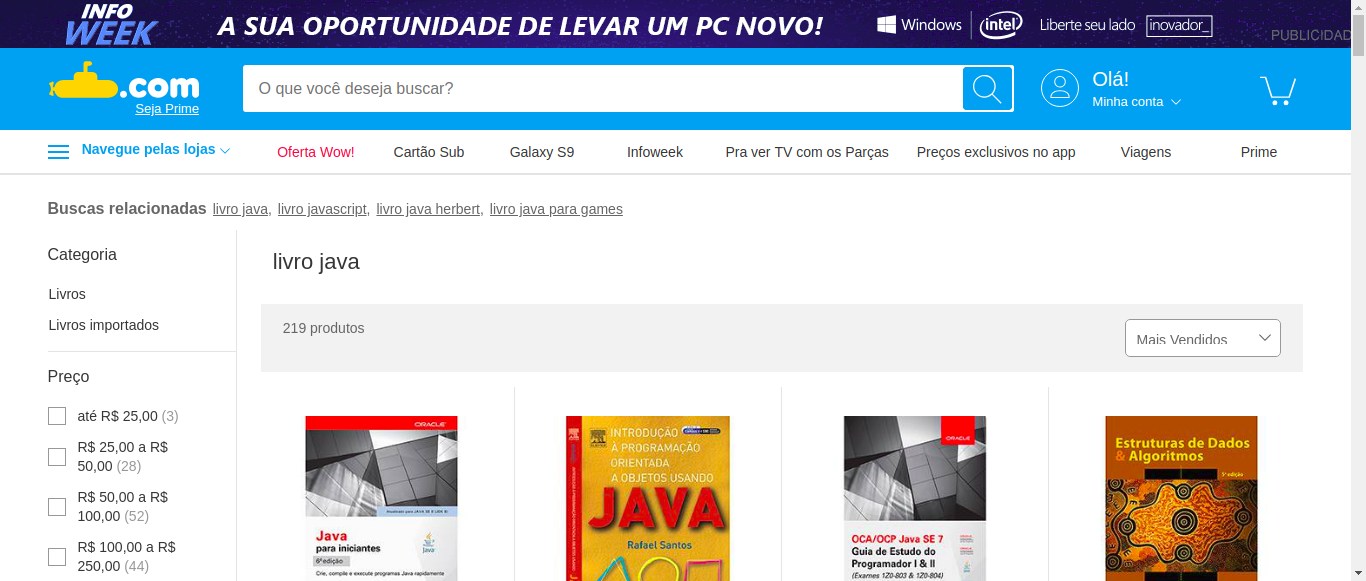 INFO
WEEK
A SUA OPORTUNIDADE DE LEVAR UM PC NOVO!
Windows
intel
Liberte seu lado
inovador_
PUBLICIDAD
.com
Seja Prime
O que você deseja buscar?
Olá!
Minha conta
Navegue pelas lojas
Oferta Wow!
Cartão Sub
Galaxy S9
Infoweek
Pra ver TV com os Parças
Preços exclusivos no app
Viagens
Prime
Buscas relacionadas livro java, livro javascript, livro java herbert, livro java para games
Categoria
Livros
Livros importados
Preço
até R$ 25,00 (3)
R$ 25,00 a R$
50,00 (28)
R$ 50,00 a R$
100,00 (52)
R$ 100,00 a R$
250,00 (44)
livro java
219 produtos
Mais Vendidos
ORACLE
Java
para iniciantes
6ª edição
Crie, compile e execute programas Java rapidamente
INTRODUÇÃO
À PROGRAMAÇÃO
ORIENTADA
A OBJETOS USANDO
JAVA
Rafael Santos
ORACLE
OCA/OCP Java SE 7
Guia de Estudo do
Programador I & II
(Exames 1Z0-803 & 1Z0-804)
Estruturas de Dados
& Algoritmos
5ª edição